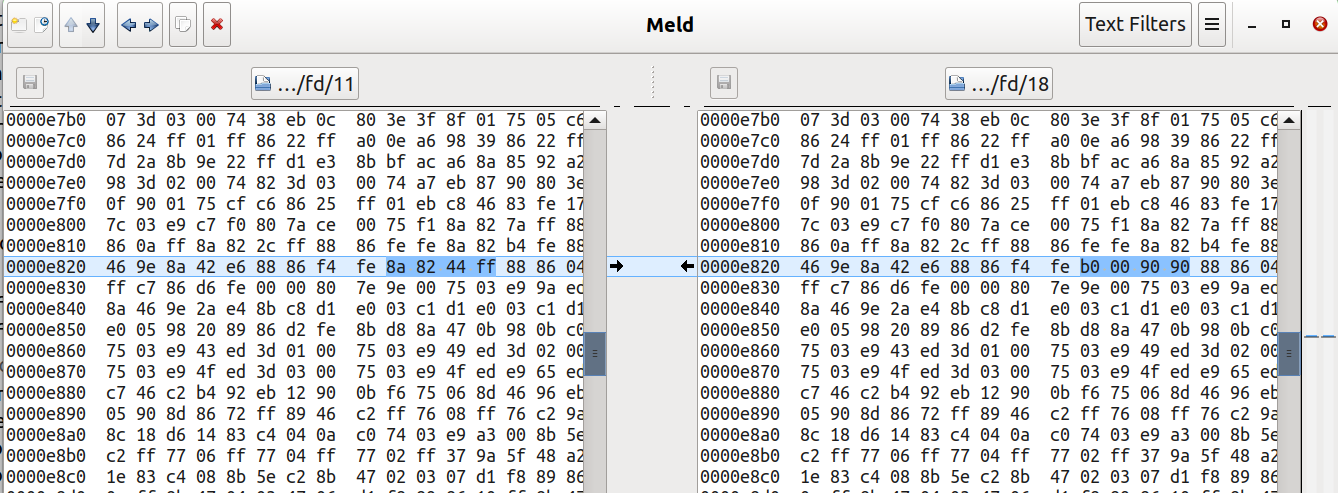 Meld
Text Filters
.../fd/11
0000e7b0 07 3d 03 00 74 38 eb 0c 80 3e 3f 8f 01 75 05 c6
0000e7c0 86 24 ff 01 ff 86 22 ff a0 0e a6 98 39 86 22 ff
0000e7d0 7d 2a 8b 9e 22 ff d1 e3 8b bf ac a6 8a 85 92 a2
0000e7e0 98 3d 02 00 74 82 3d 03 00 74 a7 eb 87 90 80 3e
0000e7f0 0f 90 01 75 cf c6 86 25 ff 01 eb c8 46 83 fe 17
0000e800 7c 03 e9 c7 f0 80 7a ce 00 75 f1 8a 82 7a ff 88
0000e810 86 0a ff 8a 82 2c ff 88 86 fe fe 8a 82 b4 fe 88
0000e820 46 9e 8a 42 e6 88 86 f4 fe 8a 82 44 ff 88 86 04
0000e830 ff c7 86 d6 fe 00 00 80 7e 9e 00 75 03 e9 9a ed
0000e840 8a 46 9e 2a e4 8b c8 d1 e0 03 c1 d1 e0 03 c1 d1
0000e850 e0 05 98 20 89 86 d2 fe 8b d8 8a 47 0b 98 0b c0
0000e860 75 03 e9 43 ed 3d 01 00 75 03 e9 49 ed 3d 02 00
0000e870 75 03 e9 4f ed 3d 03 00 75 03 e9 4f ed e9 65 ed
0000e880 c7 46 c2 b4 92 eb 12 90 0b f6 75 06 8d 46 96 eb
0000e890 05 90 8d 86 72 ff 89 46 c2 ff 76 08 ff 76 c2 9a
0000e8a0 8c 18 d6 14 83 c4 04 0a c0 74 03 e9 a3 00 8b 5e
0000e8b0 c2 ff 77 06 ff 77 04 ff 77 02 ff 37 9a 5f 48 a2
0000e8c0 1e 83 c4 08 8b 5e c2 8b 47 02 03 07 d1 f8 89 86
.../fd/18
0000e7b0 07 3d 03 00 74 38 eb 0c 80 3e 3f 8f 01 75 05 c6
0000e7c0 86 24 ff 01 ff 86 22 ff a0 0e a6 98 39 86 22 ff
0000e7d0 7d 2a 8b 9e 22 ff d1 e3 8b bf ac a6 8a 85 92 a2
0000e7e0 98 3d 02 00 74 82 3d 03 00 74 a7 eb 87 90 80 3e
0000e7f0 0f 90 01 75 cf c6 86 25 ff 01 eb c8 46 83 fe 17
0000e800 7c 03 e9 c7 f0 80 7a ce 00 75 f1 8a 82 7a ff 88
0000e810 86 0a ff 8a 82 2c ff 88 86 fe fe 8a 82 b4 fe 88
0000e820 46 9e 8a 42 e6 88 86 f4 fe b0 00 90 90 88 86 04
0000e830 ff c7 86 d6 fe 00 00 80 7e 9e 00 75 03 e9 9a ed
0000e840 8a 46 9e 2a e4 8b c8 d1 e0 03 c1 d1 e0 03 c1 d1
0000e850 e0 05 98 20 89 86 d2 fe 8b d8 8a 47 0b 98 0b c0
0000e860 75 03 e9 43 ed 3d 01 00 75 03 e9 49 ed 3d 02 00
0000e870 75 03 e9 4f ed 3d 03 00 75 03 e9 4f ed e9 65 ed
0000e880 c7 46 c2 b4 92 eb 12 90 0b f6 75 06 8d 46 96 eb
0000e890 05 90 8d 86 72 ff 89 46 c2 ff 76 08 ff 76 c2 9a
0000e8a0 8c 18 d6 14 83 c4 04 0a c0 74 03 e9 a3 00 8b 5e
0000e8b0 c2 ff 77 06 ff 77 04 ff 77 02 ff 37 9a 5f 48 a2
0000e8c0 1e 83 c4 08 8b 5e c2 8b 47 02 03 07 d1 f8 89 86